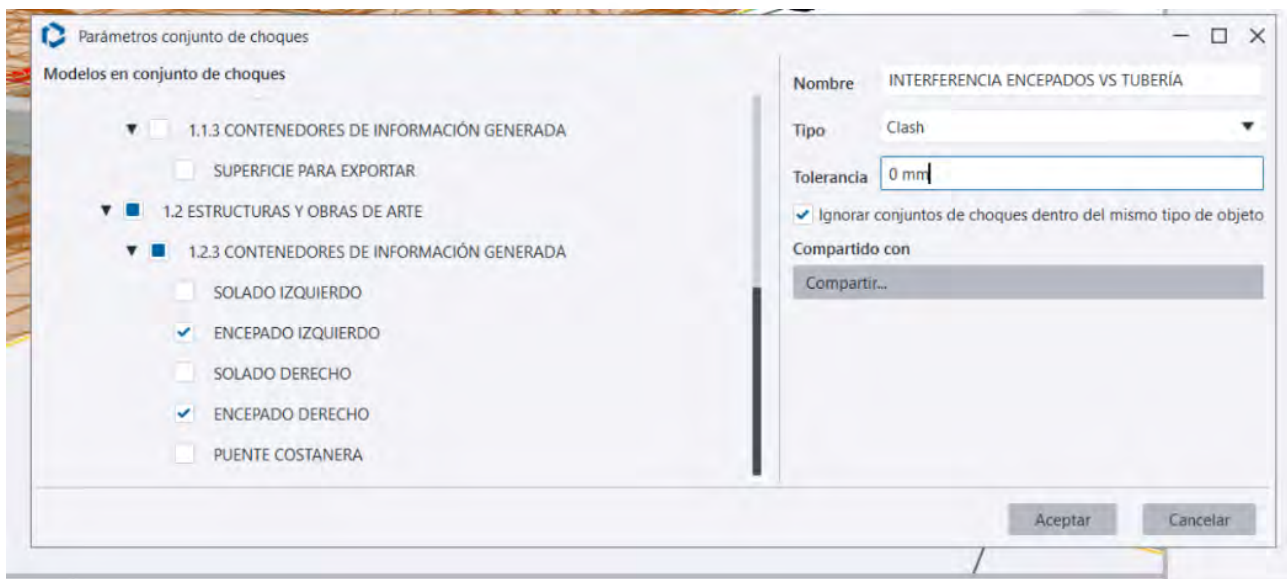 Parámetros conjunto de choques
Modelos en conjunto de choques
1.1.3 CONTENEDORES DE INFORMACIÓN GENERADA
SUPERFICIE PARA EXPORTAR
1.2 ESTRUCTURAS Y OBRAS DE ARTE
1.2.3 CONTENEDORES DE INFORMACIÓN GENERADA
SOLADO IZQUIERDO
ENCEPADO IZQUIERDO
SOLADO DERECHO
ENCEPADO DERECHO
PUENTE COSTANERA
Nombre INTERFERENCIA ENCEPADOS VS TUBERÍA
Tipo Clash
Tolerancia 0 mm
Ignorar conjuntos de choques dentro del mismo tipo de objeto
Compartido con
Compartir...
Aceptar Cancelar